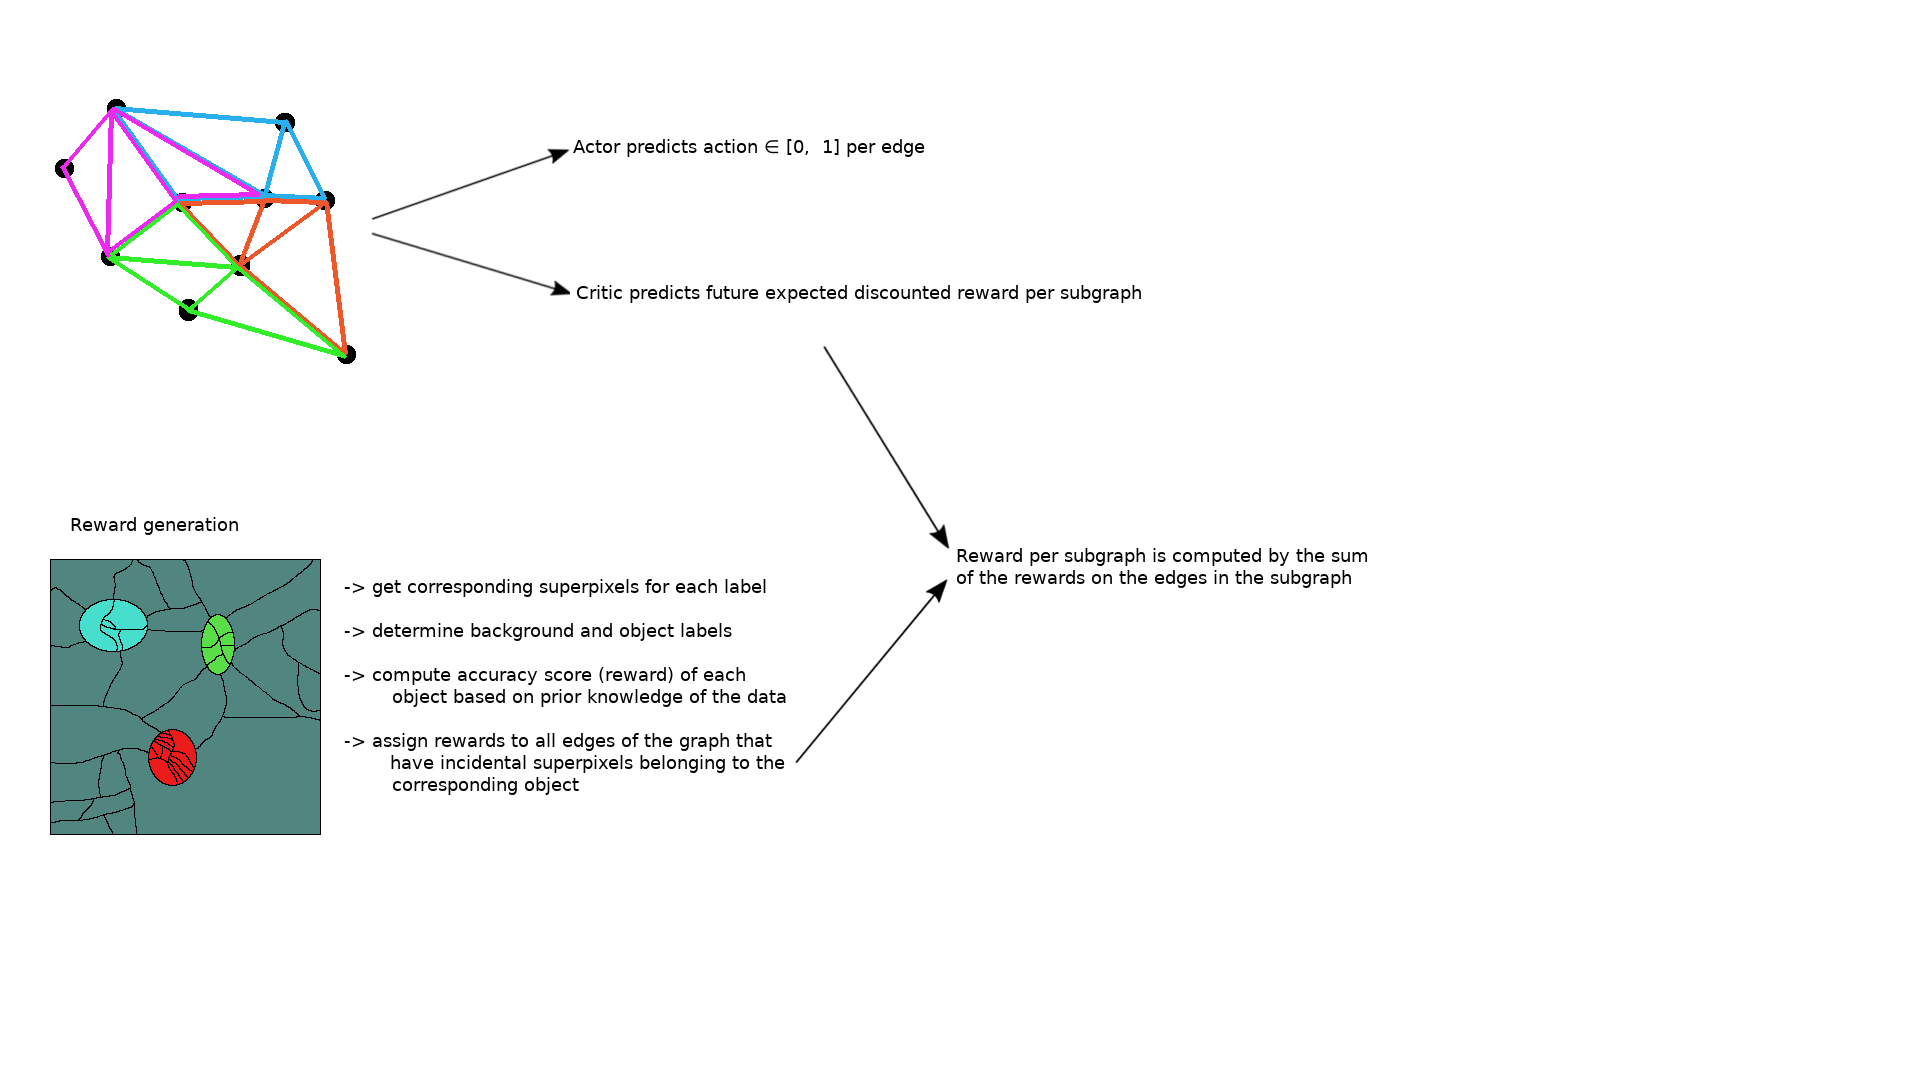 Actor predicts action ∈ [0, 1] per edge
Critic predicts future expected discounted reward per subgraph
Reward generation
-> get corresponding superpixels for each label
-> determine background and object labels
-> compute accuracy score (reward) of each
object based on prior knowledge of the data
-> assign rewards to all edges of the graph that
have incidental superpixels belonging to the
corresponding object
Reward per subgraph is computed by the sum
of the rewards on the edges in the subgraph